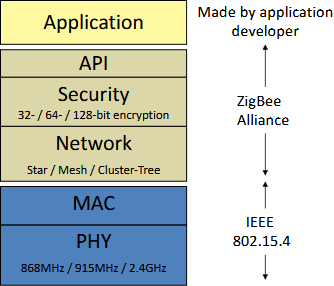 Application
Made by application
developer
API
Security
32- / 64- / 128-bit encryption
ZigBee
Alliance
Network
Star / Mesh / Cluster-Tree
MAC
IEEE
802.15.4
PHY
868MHz / 915MHz / 2.4GHz